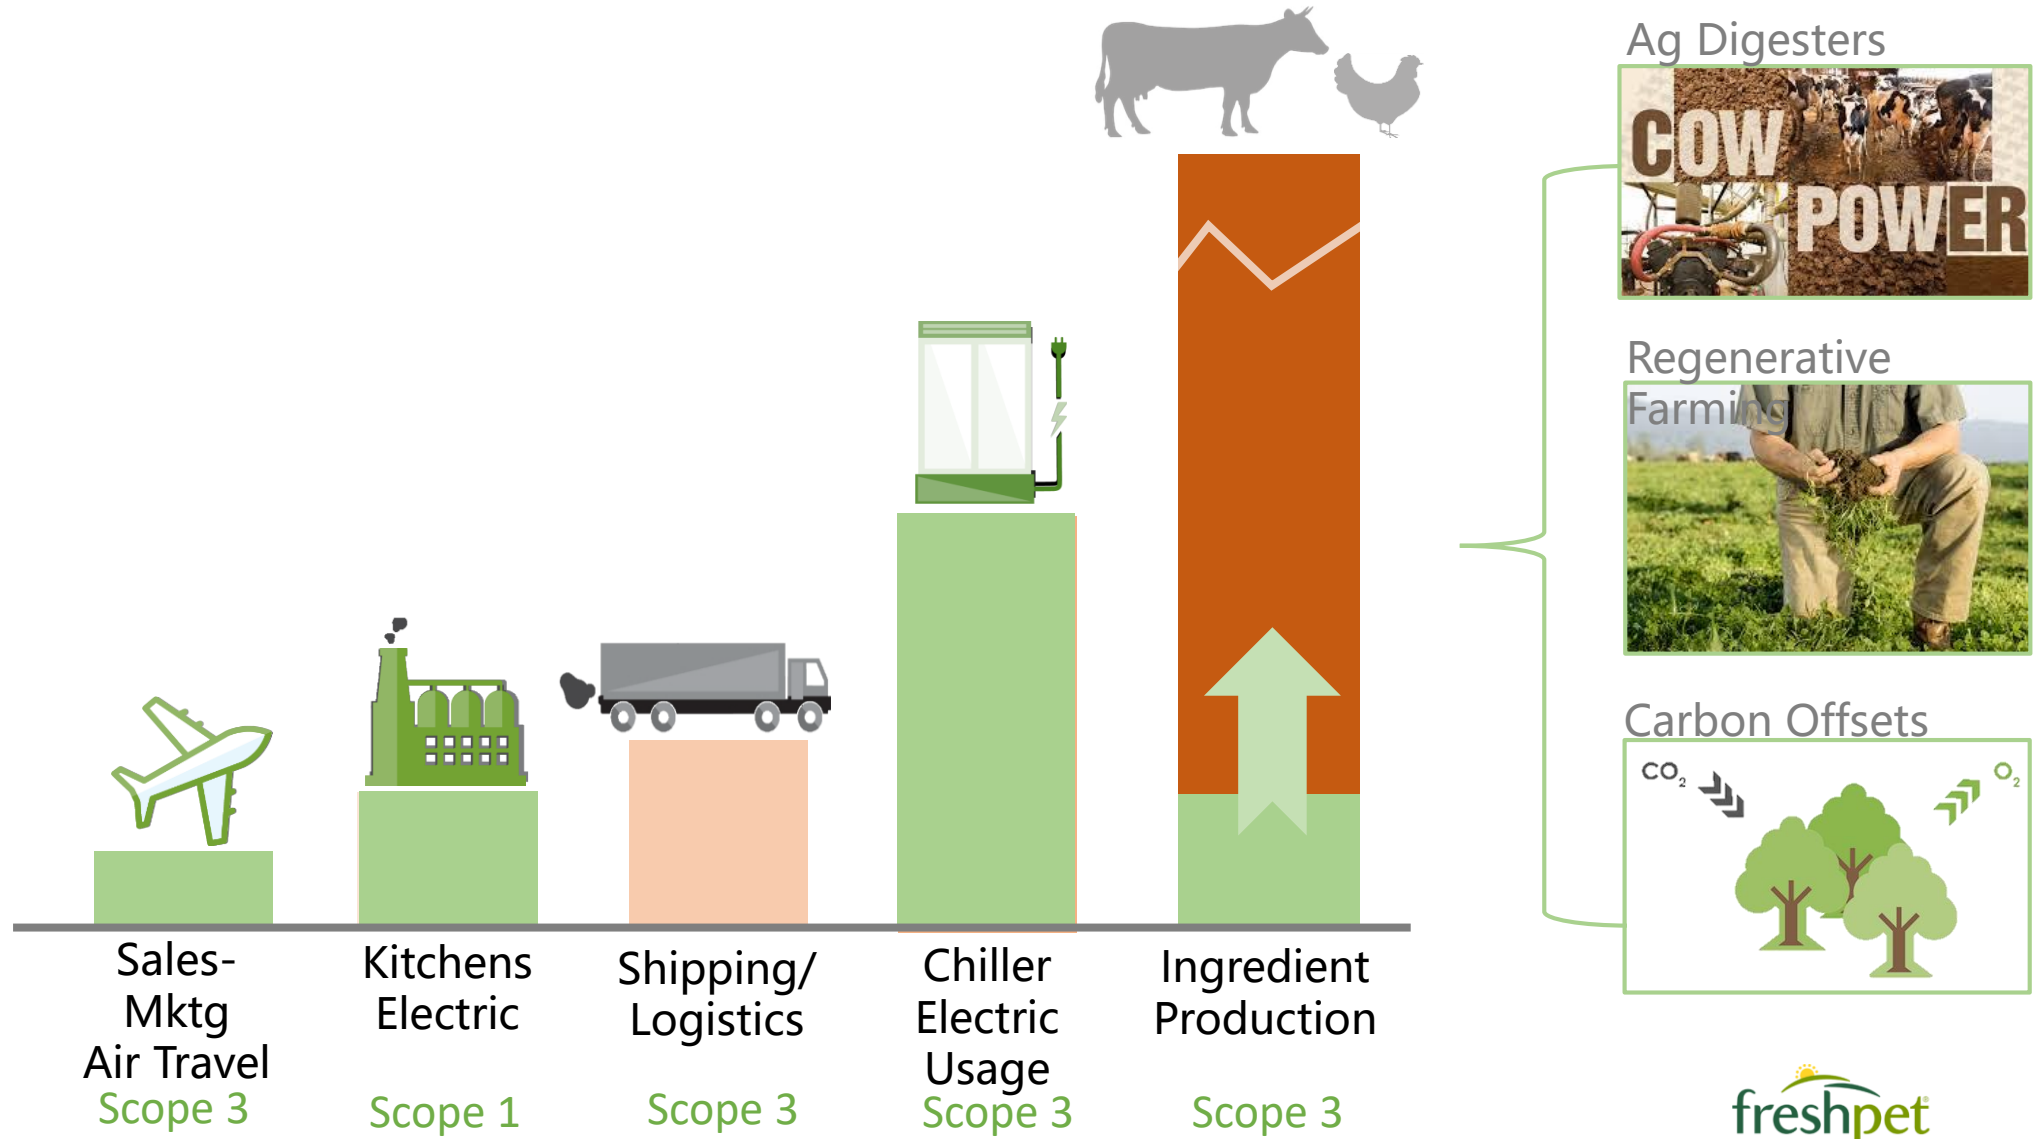 Ag Digesters
COW
POWER
Regenerative
Farming
Carbon Offsets
CO₂
O₂
Sales-
Mktg
Air Travel
Scope 3
Kitchens
Electric
Scope 1
Shipping/
Logistics
Scope 3
Chiller
Electric
Usage
Scope 3
Ingredient
Production
Scope 3
freshpet